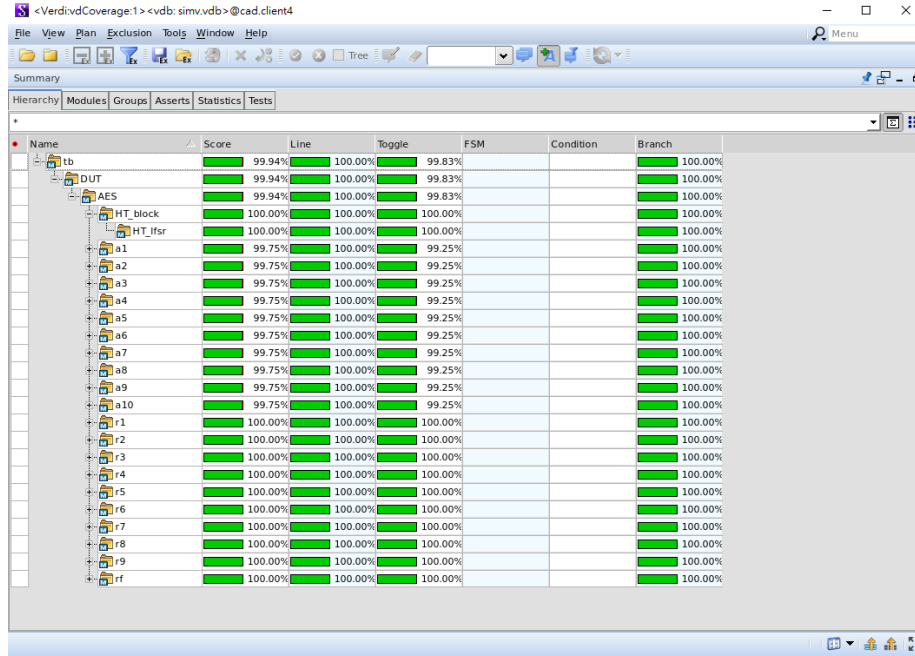 <Verdi:vdCoverage:1><vdb: simv.vdb>@cad.client4
File View Plan Exclusion Tools Window Help Menu
Tree
Summary
Hierarchy Modules Groups Asserts Statistics Tests
*
Name Score Line Toggle FSM Condition Branch
tb 99.94% 100.00% 99.83% 100.00%
DUT 99.94% 100.00% 99.83% 100.00%
AES 99.94% 100.00% 99.83% 100.00%
HT_block 100.00% 100.00% 100.00% 100.00%
HT_lfsr 100.00% 100.00% 100.00% 100.00%
a1 99.75% 100.00% 99.25% 100.00%
a2 99.75% 100.00% 99.25% 100.00%
a3 99.75% 100.00% 99.25% 100.00%
a4 99.75% 100.00% 99.25% 100.00%
a5 99.75% 100.00% 99.25% 100.00%
a6 99.75% 100.00% 99.25% 100.00%
a7 99.75% 100.00% 99.25% 100.00%
a8 99.75% 100.00% 99.25% 100.00%
a9 99.75% 100.00% 99.25% 100.00%
a10 99.75% 100.00% 99.25% 100.00%
r1 100.00% 100.00% 100.00% 100.00%
r2 100.00% 100.00% 100.00% 100.00%
r3 100.00% 100.00% 100.00% 100.00%
r4 100.00% 100.00% 100.00% 100.00%
r5 100.00% 100.00% 100.00% 100.00%
r6 100.00% 100.00% 100.00% 100.00%
r7 100.00% 100.00% 100.00% 100.00%
r8 100.00% 100.00% 100.00% 100.00%
r9 100.00% 100.00% 100.00% 100.00%
rf 100.00% 100.00% 100.00% 100.00%